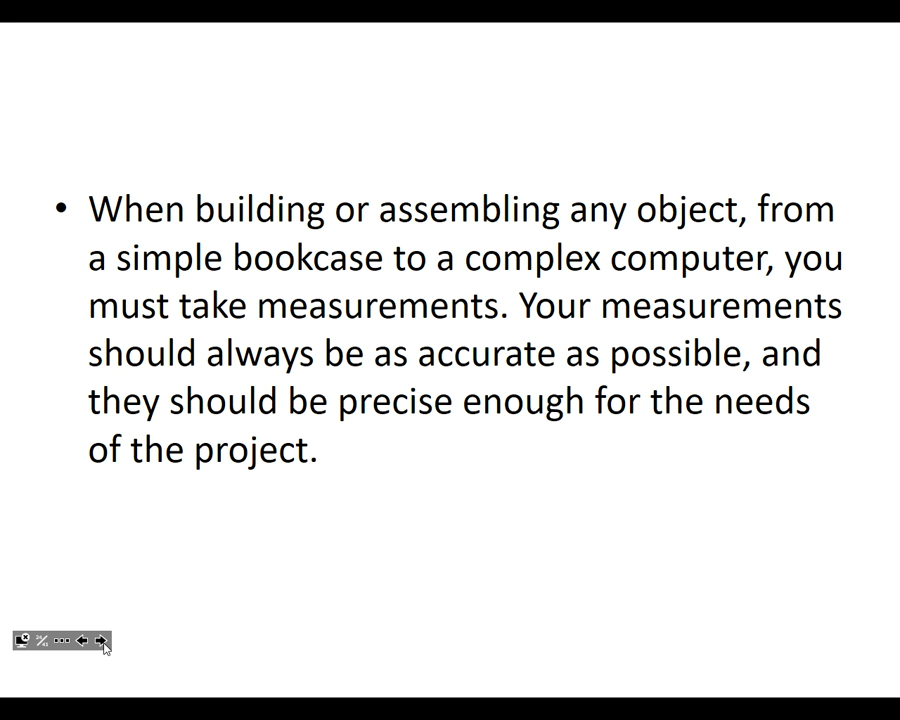 • When building or assembling any object, from
a simple bookcase to a complex computer, you
must take measurements. Your measurements
should always be as accurate as possible, and
they should be precise enough for the needs
of the project.